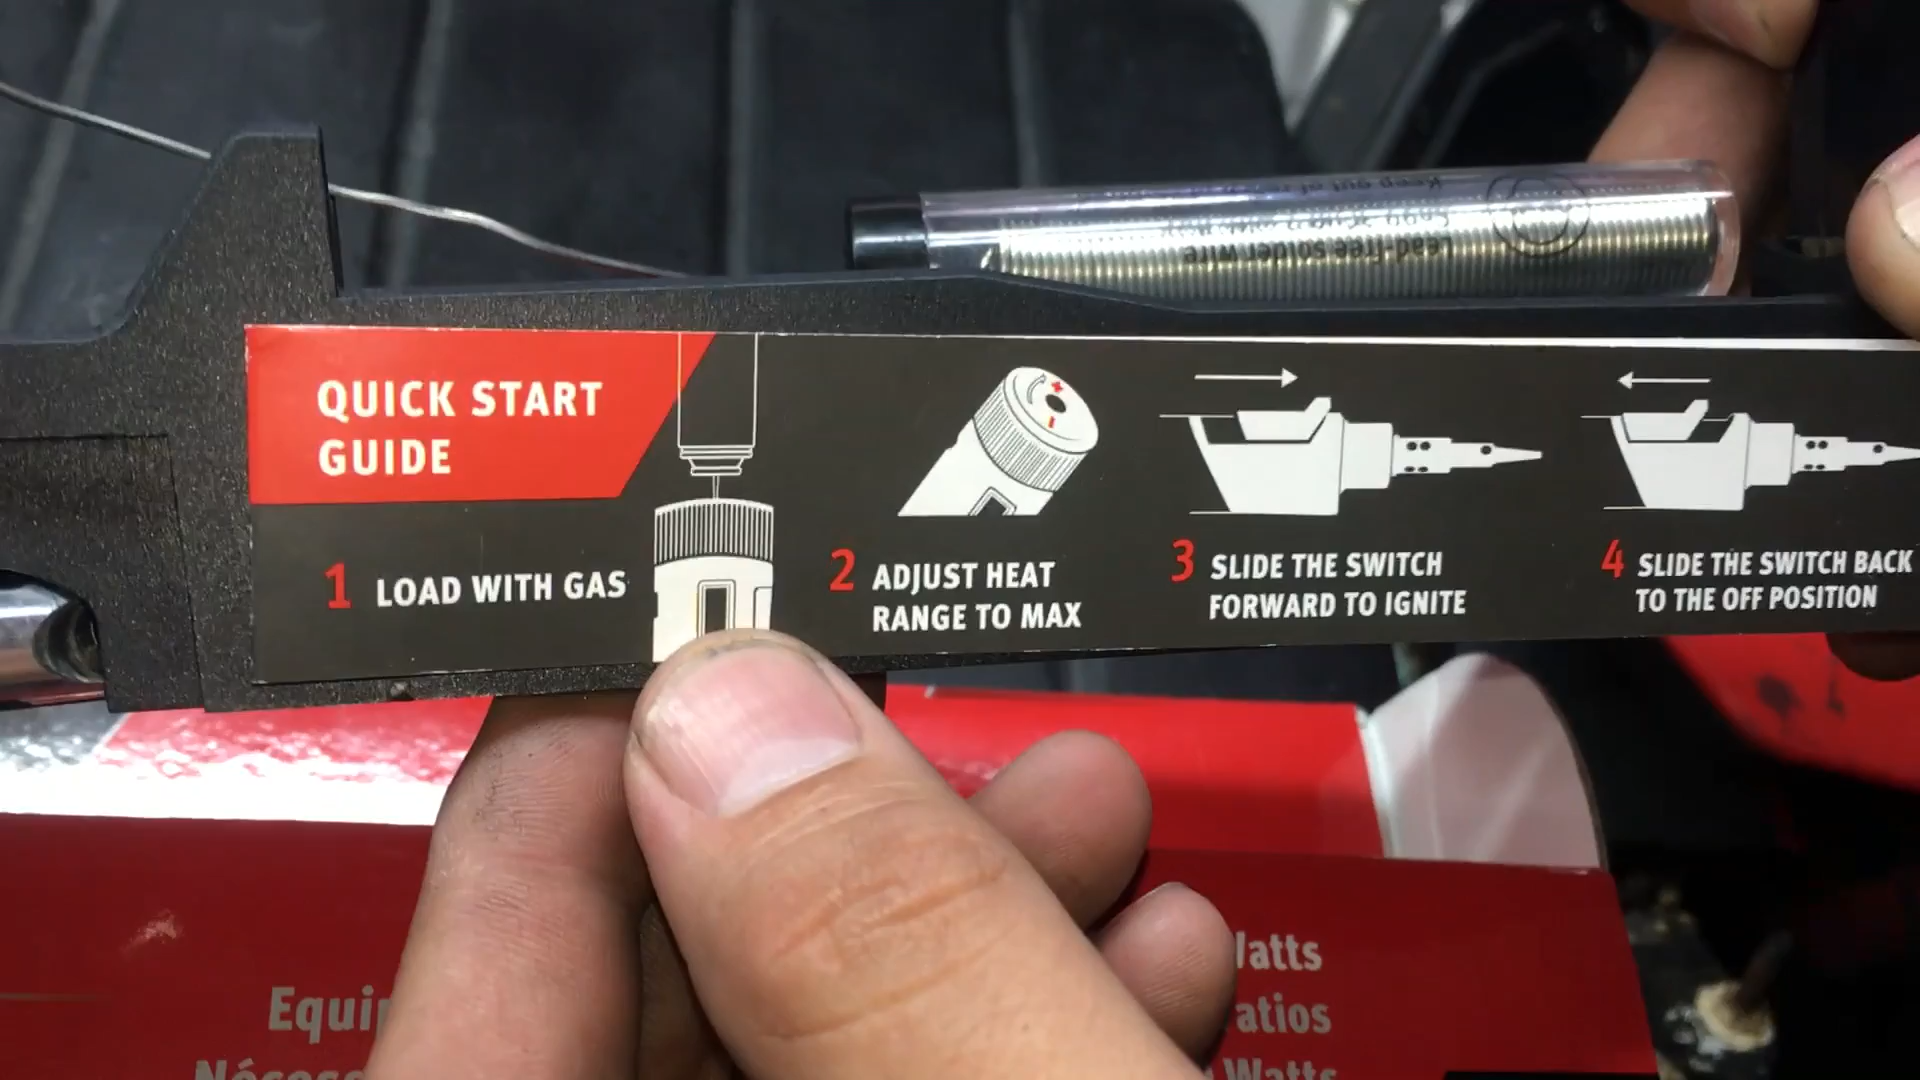 Keep out of
Lead-free solder wire
QUICK START
GUIDE
1 LOAD WITH GAS
2 ADJUST HEAT
RANGE TO MAX
3 SLIDE THE SWITCH
FORWARD TO IGNITE
4 SLIDE THE SWITCH BACK
TO THE OFF POSITION
Watts